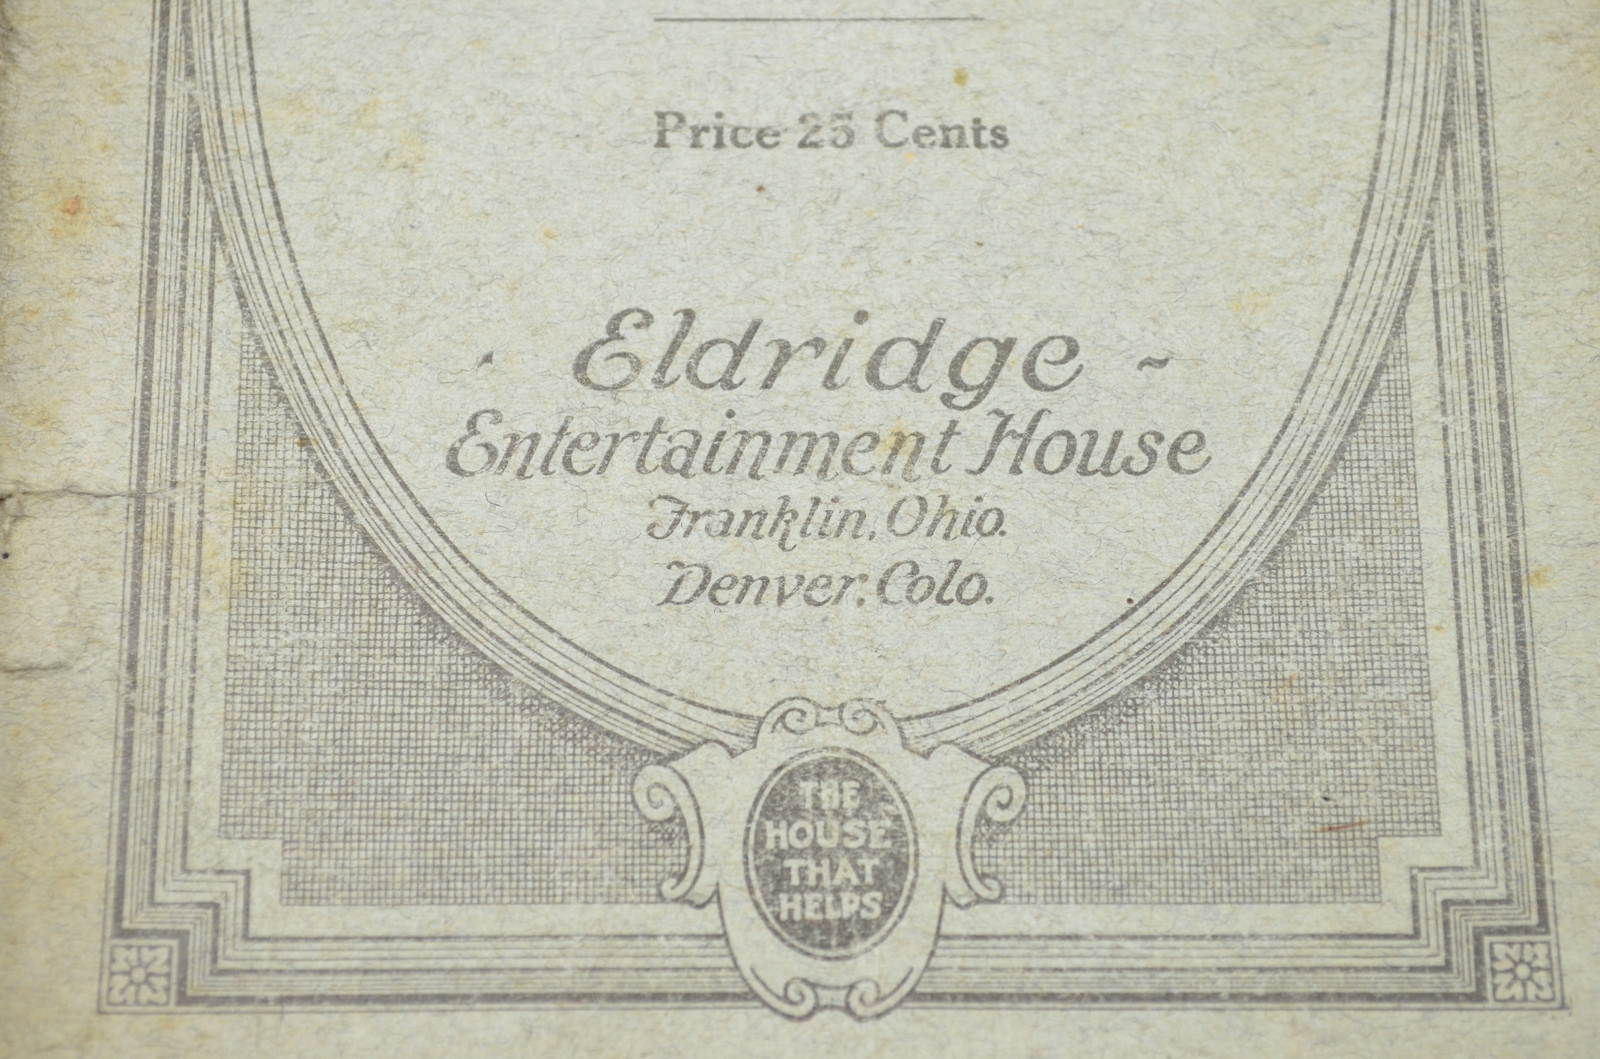 Price 25 Cents
Eldridge ~
Entertainment House
Franklin, Ohio.
Denver, Colo.
THE
HOUSE
THAT
HELPS